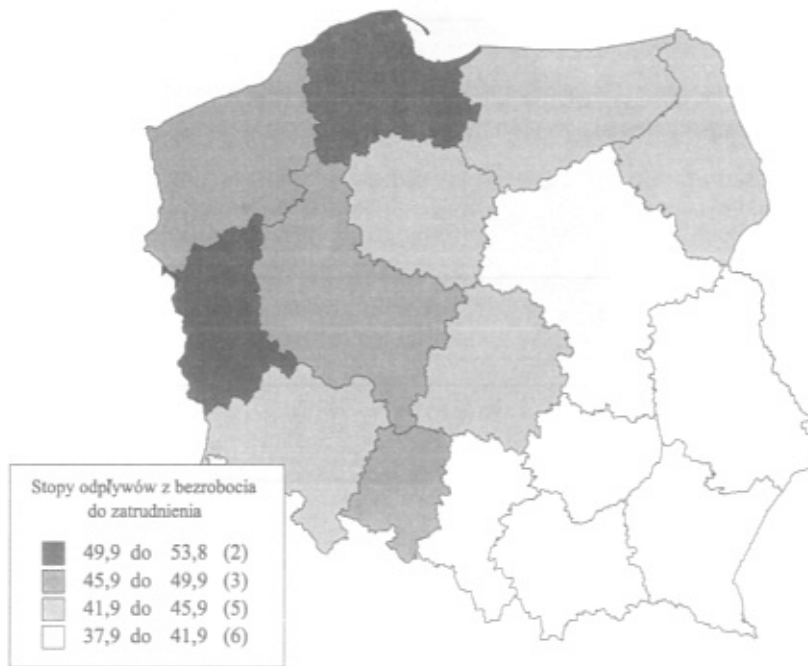 Stopy odpływów z bezrobocia
do zatrudnienia
49,9 do 53,8 (2)
45,9 do 49,9 (3)
41,9 do 45,9 (5)
37,9 do 41,9 (6)